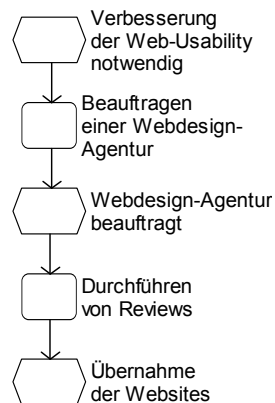 Verbesserung
der Web-Usability
notwendig
Beauftragen
einer Webdesign-
Agentur
Webdesign-Agentur
beauftragt
Durchführen
von Reviews
Übernahme
der Websites